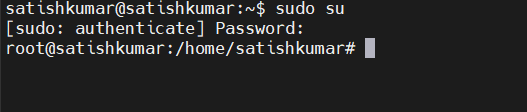 satishkumar@satishkumar:~$ sudo su
[sudo: authenticate] Password:
root@satishkumar:/home/satishkumar#